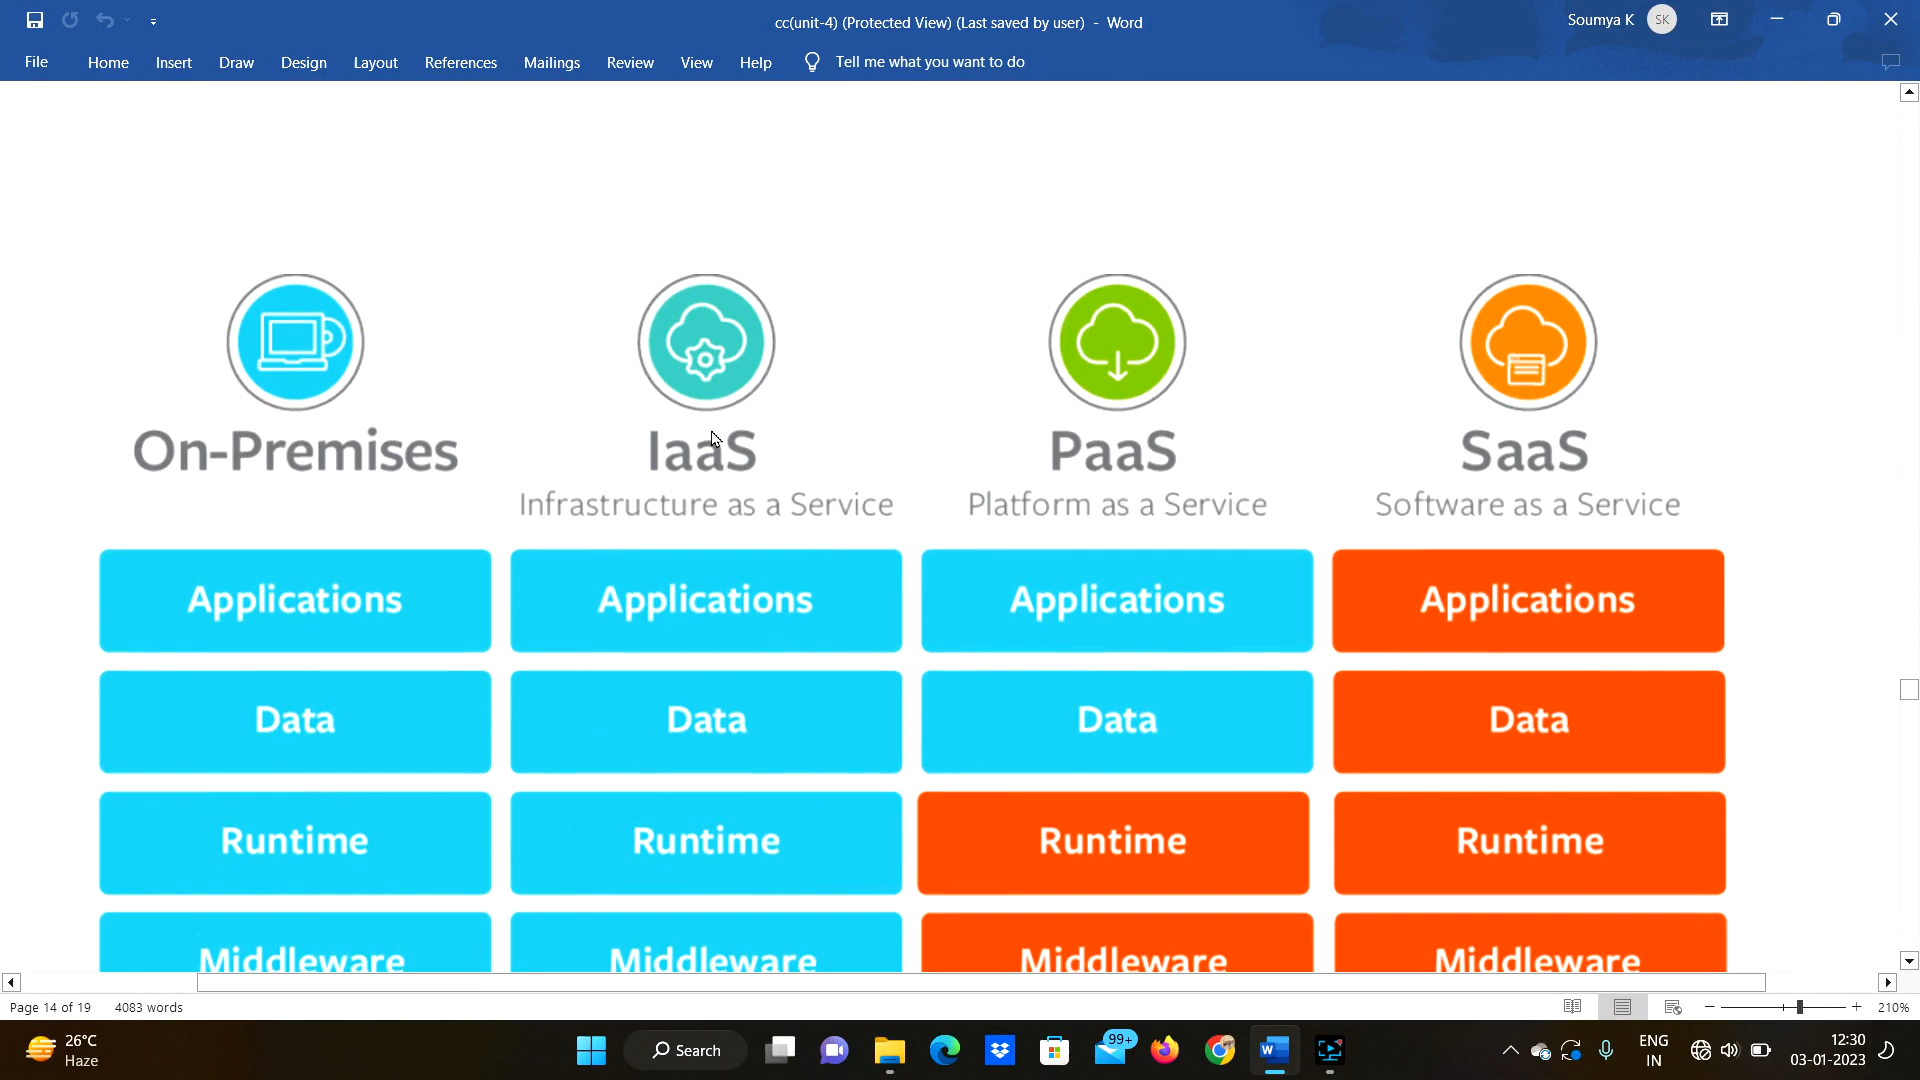 cc(unit-4) (Protected View) (Last saved by user) - Word
Soumya K SK
File Home Insert Draw Design Layout References Mailings Review View Help Tell me what you want to do
On-Premises IaaS PaaS SaaS
Infrastructure as a Service Platform as a Service Software as a Service
Applications Applications Applications Applications
Data Data Data Data
Runtime Runtime Runtime Runtime
Middleware Middleware Middleware Middleware
Page 14 of 19 4083 words 210%
26°C
Haze
Search
99+
W
ENG
IN
12:30
03-01-2023